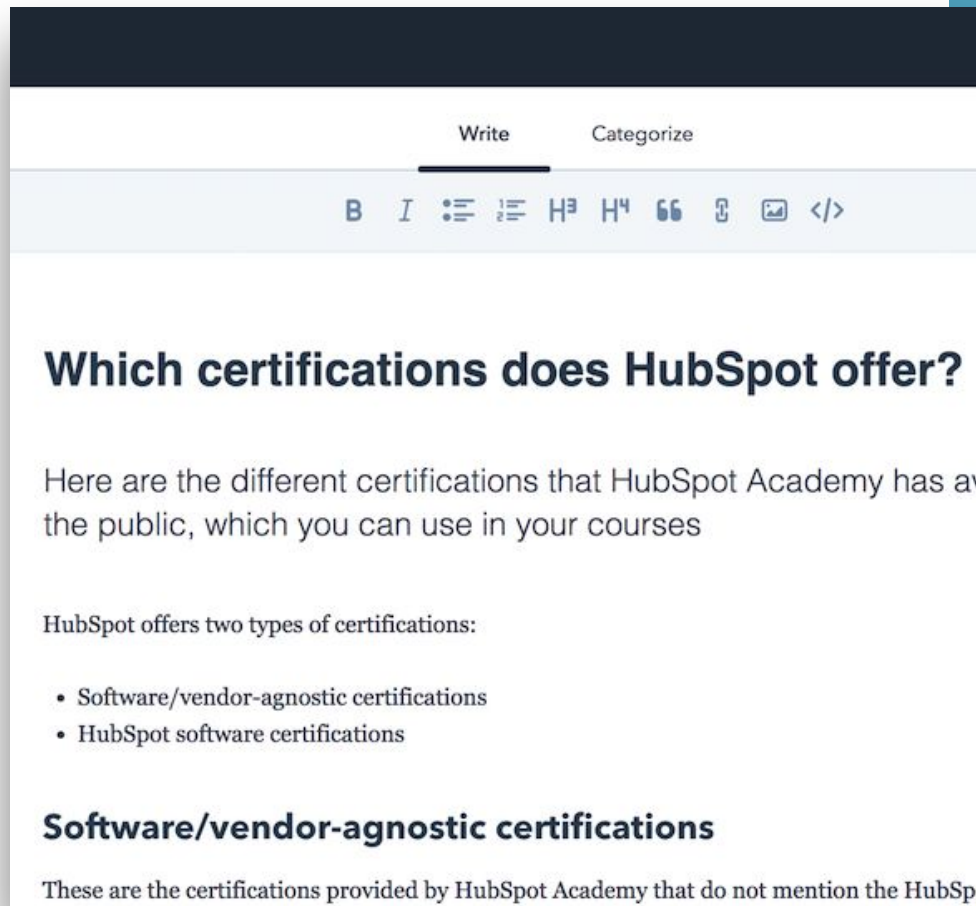 Write Categorize
B I H3 H4 </>
Which certifications does HubSpot offer?
Here are the different certifications that HubSpot Academy has
the public, which you can use in your courses
HubSpot offers two types of certifications:
• Software/vendor-agnostic certifications
• HubSpot software certifications
Software/vendor-agnostic certifications
These are the certifications provided by HubSpot Academy that do not mention the